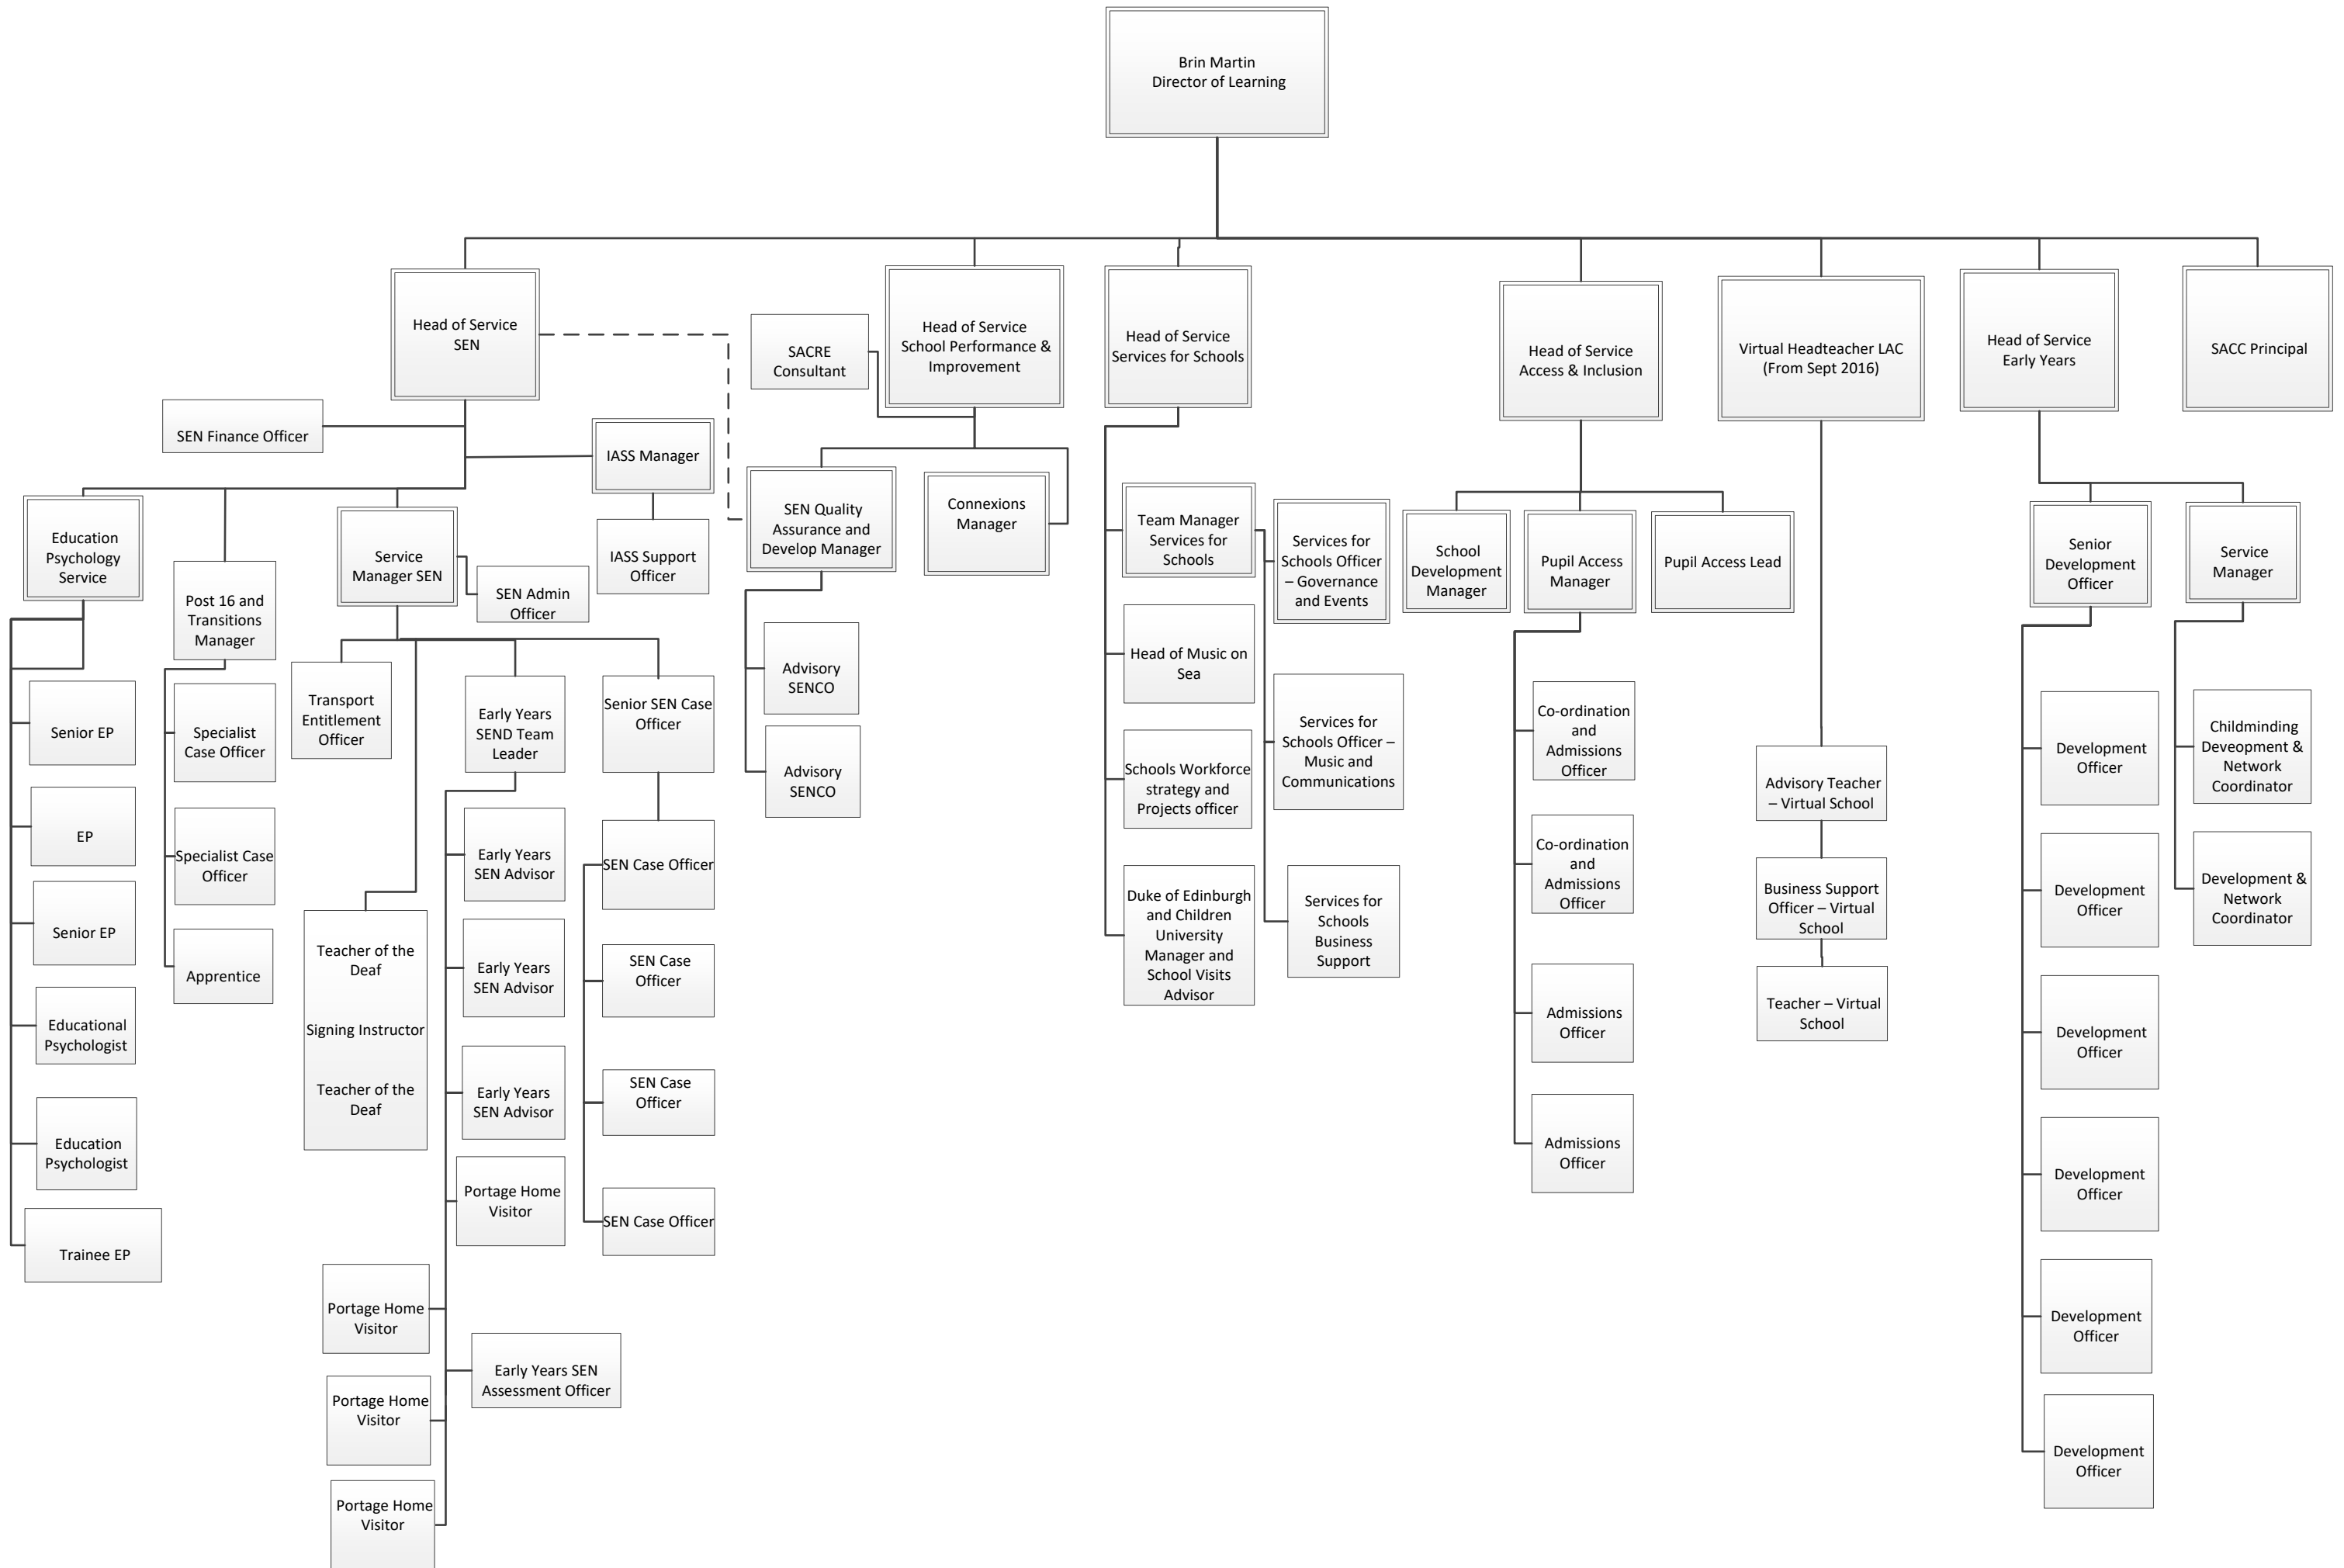 Brin Martin
Director of Learning
Head of Service
SEN
SACRE
Consultant
Head of Service
School Performance &
Improvement
Head of Service
Services for Schools
Head of Service
Access & Inclusion
Virtual Headteacher LAC
(From Sept 2016)
Head of Service
Early Years
SACC Principal
SEN Finance Officer
IASS Manager
IASS Support
Officer
Education
Psychology
Service
Post 16 and
Transitions
Manager
Service
Manager SEN
SEN Admin
Officer
SEN Quality
Assurance and
Develop Manager
Connexions
Manager
Team Manager
Services for
Schools
Services for
Schools Officer
– Governance
and Events
School
Development
Manager
Pupil Access
Manager
Pupil Access Lead
Senior
Development
Officer
Service
Manager
Senior EP
EP
Senior EP
Educational
Psychologist
Education
Psychologist
Trainee EP
Specialist
Case Officer
Specialist Case
Officer
Apprentice
Transport
Entitlement
Officer
Teacher of the
Deaf
Signing Instructor
Teacher of the
Deaf
Early Years
SEND Team
Leader
Early Years
SEN Advisor
Early Years
SEN Advisor
Early Years
SEN Advisor
Portage Home
Visitor
Portage Home
Visitor
Early Years SEN
Assessment Officer
Portage Home
Visitor
Portage Home
Visitor
Senior SEN Case
Officer
SEN Case Officer
SEN Case
Officer
SEN Case
Officer
SEN Case Officer
Advisory
SENCO
Advisory
SENCO
Head of Music on
Sea
Schools Workforce
strategy and
Projects officer
Duke of Edinburgh
and Children
University
Manager and
School Visits
Advisor
Services for
Schools Officer –
Music and
Communications
Services for
Schools
Business
Support
Co-ordination
and
Admissions
Officer
Co-ordination
and
Admissions
Officer
Admissions
Officer
Admissions
Officer
Advisory Teacher
– Virtual School
Business Support
Officer – Virtual
School
Teacher – Virtual
School
Development
Officer
Development
Officer
Development
Officer
Development
Officer
Development
Officer
Development
Officer
Childminding
Deveopment &
Network
Coordinator
Development &
Network
Coordinator